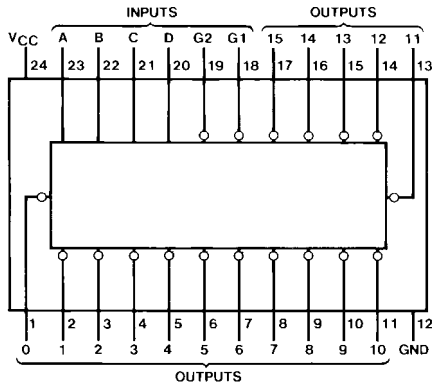 INPUTS OUTPUTS
VCC A B C D G2 G1 15 14 13 12 11
24 23 22 21 20 19 18 17 16 15 14 13
1 2 3 4 5 6 7 8 9 10 11 12
0 1 2 3 4 5 6 7 8 9 10 GND
OUTPUTS